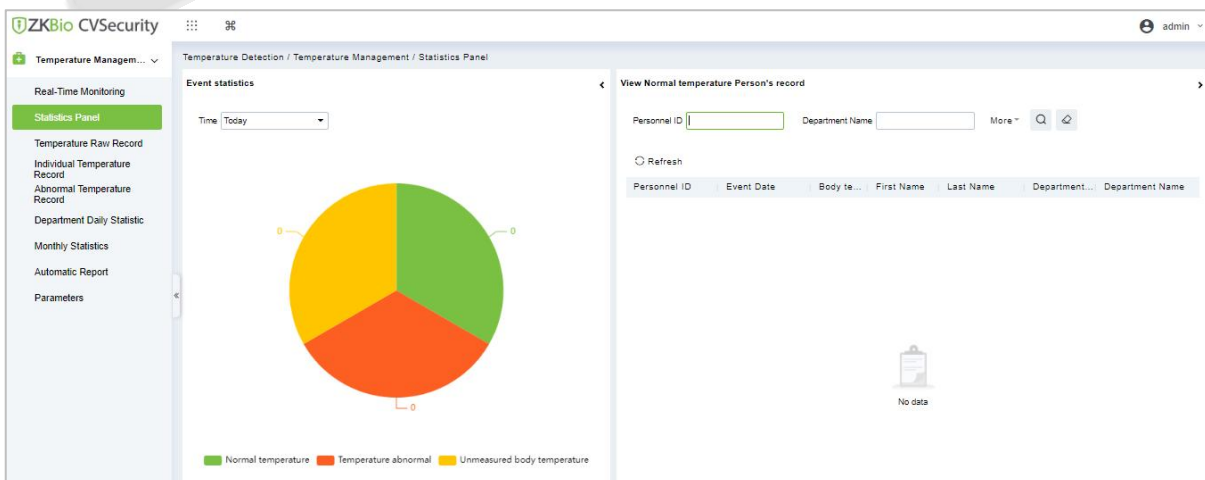 ZKBio CVSecurity
admin
Temperature Managem...
Real-Time Monitoring
Statistics Panel
Temperature Raw Record
Individual Temperature
Record
Abnormal Temperature
Record
Department Daily Statistic
Monthly Statistics
Automatic Report
Parameters
Temperature Detection / Temperature Management / Statistics Panel
Event statistics
Time Today
0
0
0
Normal temperature Temperature abnormal Unmeasured body temperature
View Normal temperature Person's record
Personnel ID Department Name More
Refresh
Personnel ID Event Date Body te... First Name Last Name Department... Department Name
No data